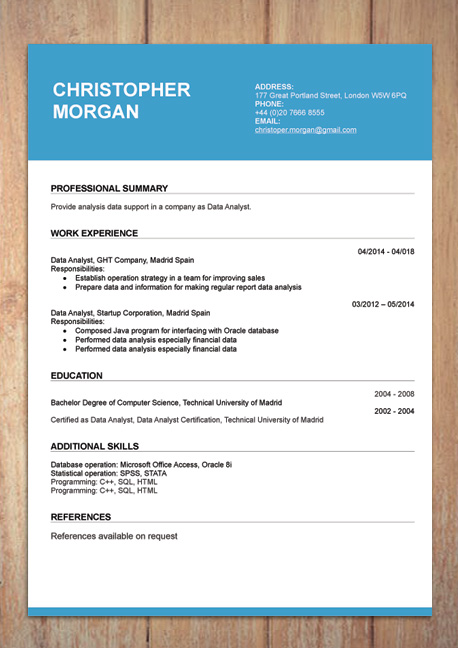 CHRISTOPHER
MORGAN
ADDRESS:
177 Great Portland Street, London W5W 6PQ
PHONE:
+44 (0)20 7666 8555
EMAIL:
christoper.morgan@gmail.com
PROFESSIONAL SUMMARY
Provide analysis data support in a company as Data Analyst.
WORK EXPERIENCE
04/2014 - 04/018
Data Analyst, GHT Company, Madrid Spain
Responsibilities:
• Establish operation strategy in a team for improving sales
• Prepare data and information for making regular report data analysis
03/2012 – 05/2014
Data Analyst, Startup Corporation, Madrid Spain
Responsibilities:
• Composed Java program for interfacing with Oracle database
• Performed data analysis especially financial data
• Performed data analysis especially financial data
EDUCATION
2004 - 2008
Bachelor Degree of Computer Science, Technical University of Madrid
2002 - 2004
Certified as Data Analyst, Data Analyst Certification, Technical University of Madrid
ADDITIONAL SKILLS
Database operation: Microsoft Office Access, Oracle 8i
Statistical operation: SPSS, STATA
Programming: C++, SQL, HTML
Programming: C++, SQL, HTML
REFERENCES
References available on request